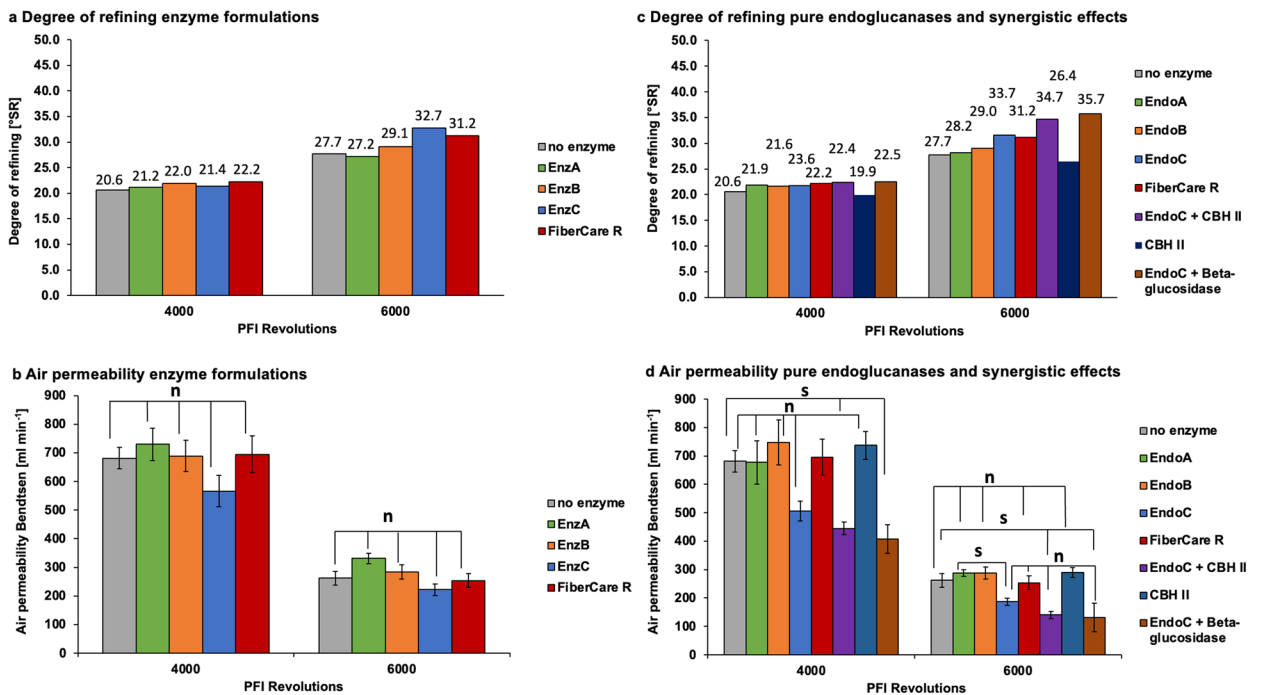 a Degree of refining enzyme formulations
50.0
45.0
40.0
35.0
30.0
25.0
20.0
15.0
10.0
5.0
0.0
Degree of refining [°SR]
20.6 21.2 22.0 21.4 22.2
27.7 27.2 29.1 32.7 31.2
4000 6000
PFI Revolutions
no enzyme
EnzA
EnzB
EnzC
FiberCare R
c Degree of refining pure endoglucanases and synergistic effects
50.0
45.0
40.0
35.0
30.0
25.0
20.0
15.0
10.0
5.0
0.0
Degree of refining [°SR]
20.6 21.9 21.6 23.6 22.2 22.4 19.9 22.5
27.7 28.2 29.0 33.7 31.2 34.7 26.4 35.7
4000 6000
PFI Revolutions
no enzyme
EndoA
EndoB
EndoC
FiberCare R
EndoC + CBH II
CBH II
EndoC + Beta-
glucosidase
b Air permeability enzyme formulations
900
800
700
600
500
400
300
200
100
0
Air permeability Bendtsen [ml min⁻¹]
n
n
4000 6000
PFI Revolutions
no enzyme
EnzA
EnzB
EnzC
FiberCare R
d Air permeability pure endoglucanases and synergistic effects
900
800
700
600
500
400
300
200
100
0
Air permeability Bendtsen [ml min⁻¹]
s
n
n
s
s n
4000 6000
PFI Revolutions
no enzyme
EndoA
EndoB
EndoC
FiberCare R
EndoC + CBH II
CBH II
EndoC + Beta-
glucosidase